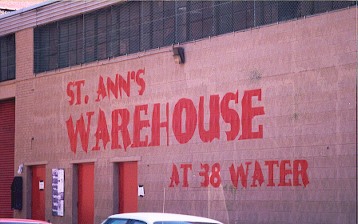 ST. ANN'S
WAREHOUSE
AT 38 WATER